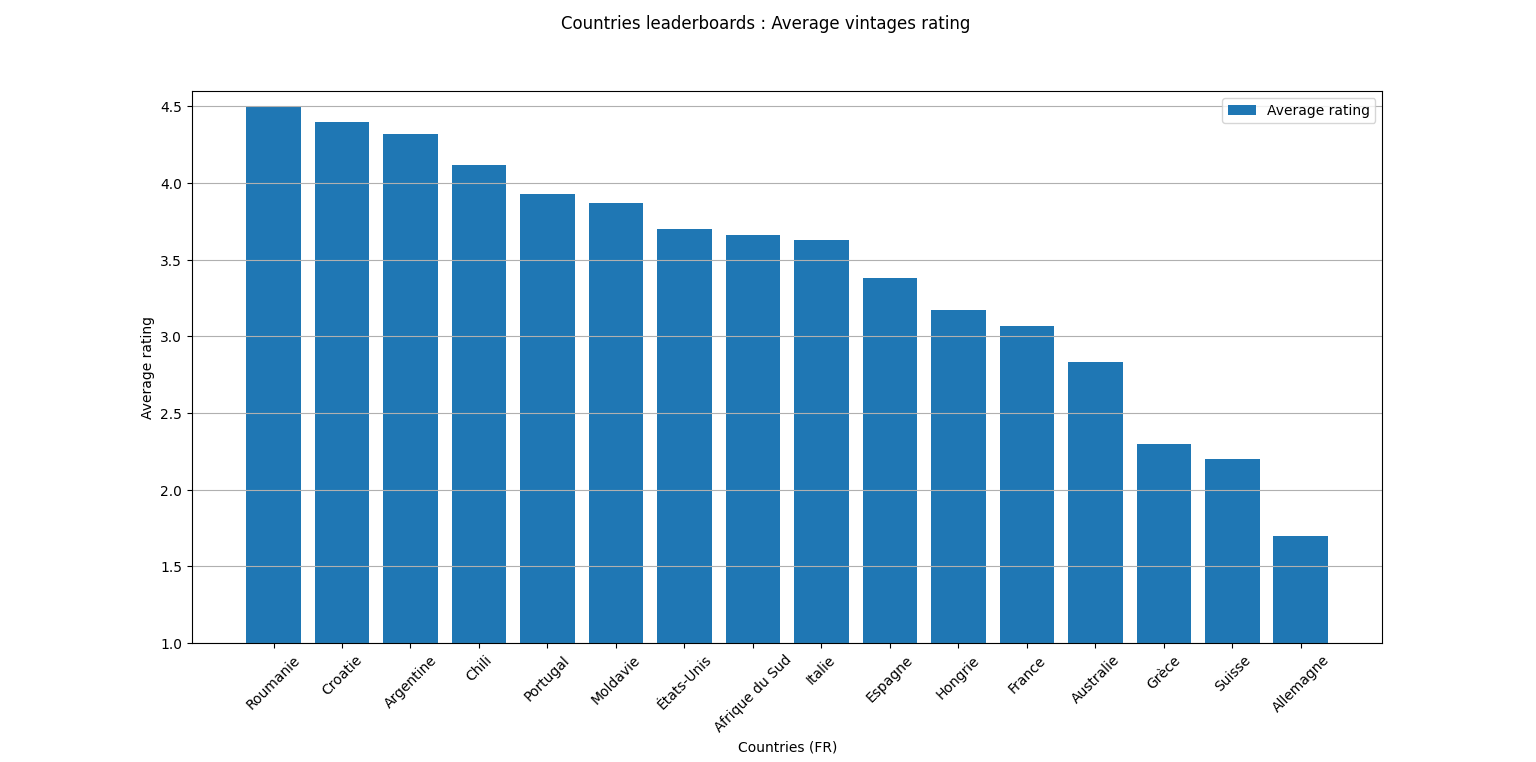 Countries leaderboards : Average vintages rating
Average rating
4.5
4.0
3.5
3.0
2.5
2.0
1.5
1.0
Average rating
Roumanie
Croatie
Argentine
Chili
Portugal
Moldavie
États-Unis
Afrique du Sud
Italie
Espagne
Hongrie
France
Australie
Grèce
Suisse
Allemagne
Countries (FR)